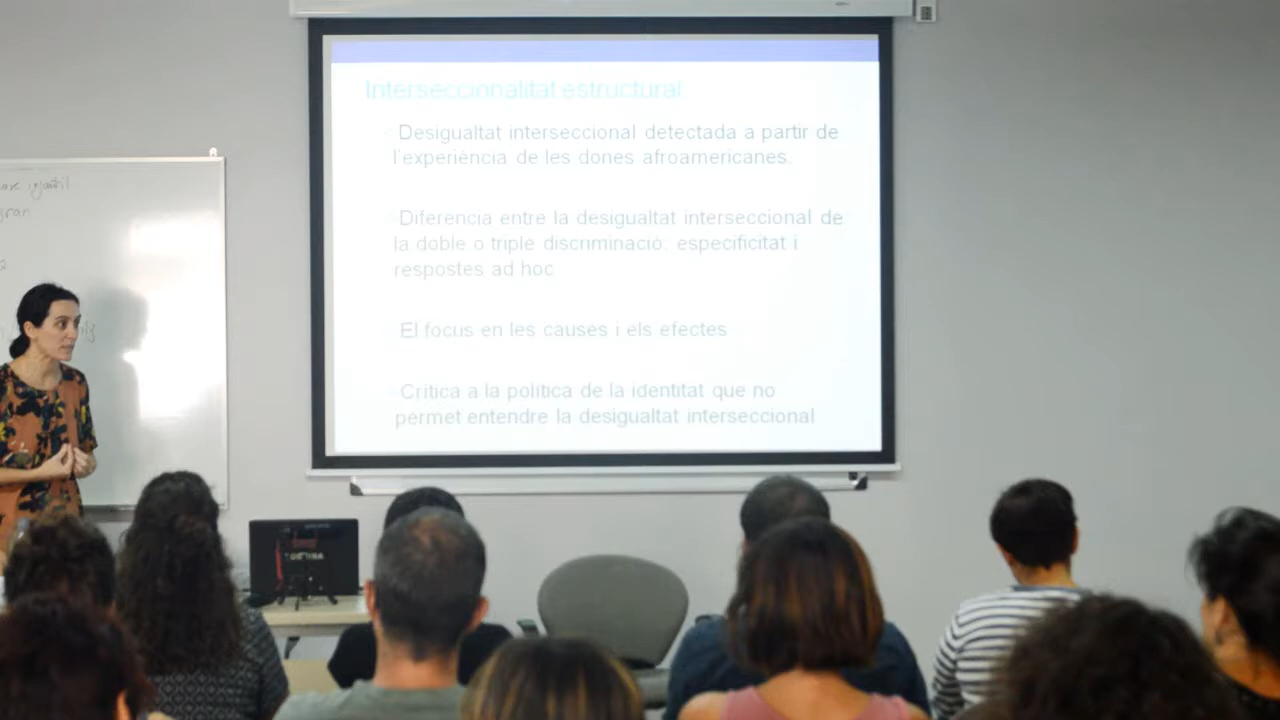 Interseccionalitat estructural
Desigualtat interseccional detectada a partir de
l'experiència de les dones afroamericanes.
Diferencia entre la desigualtat interseccional de
la doble o triple discriminació: especificitat i
respostes ad hoc
El focus en les causes i els efectes
Crítica a la política de la identitat que no
permet entendre la desigualtat interseccional